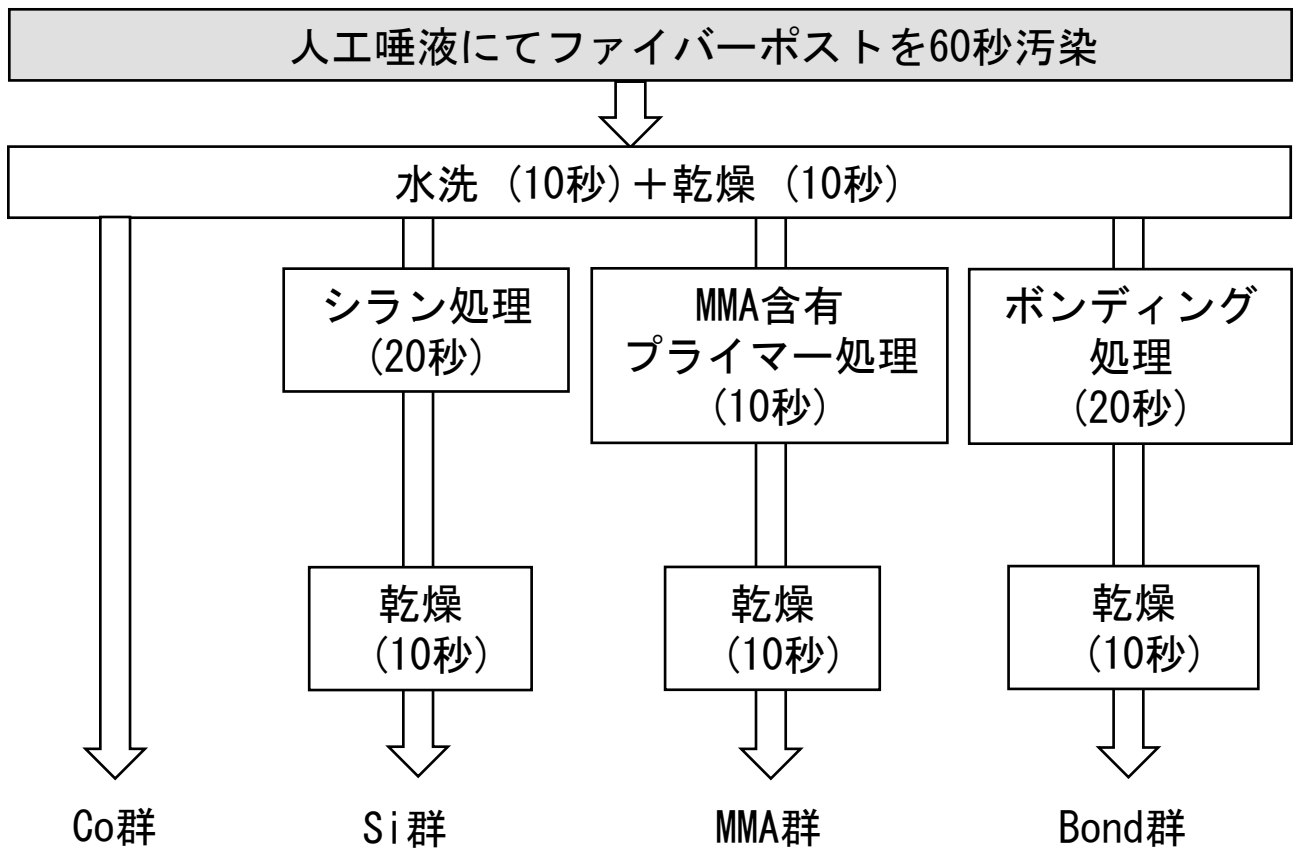 人工唾液にてファイバーポストを60秒汚染
水洗 (10秒)＋乾燥 (10秒)
シラン処理
(20秒)
MMA含有
プライマー処理
(10秒)
ボンディング
処理
(20秒)
乾燥
(10秒)
乾燥
(10秒)
乾燥
(10秒)
Co群
Si群
MMA群
Bond群